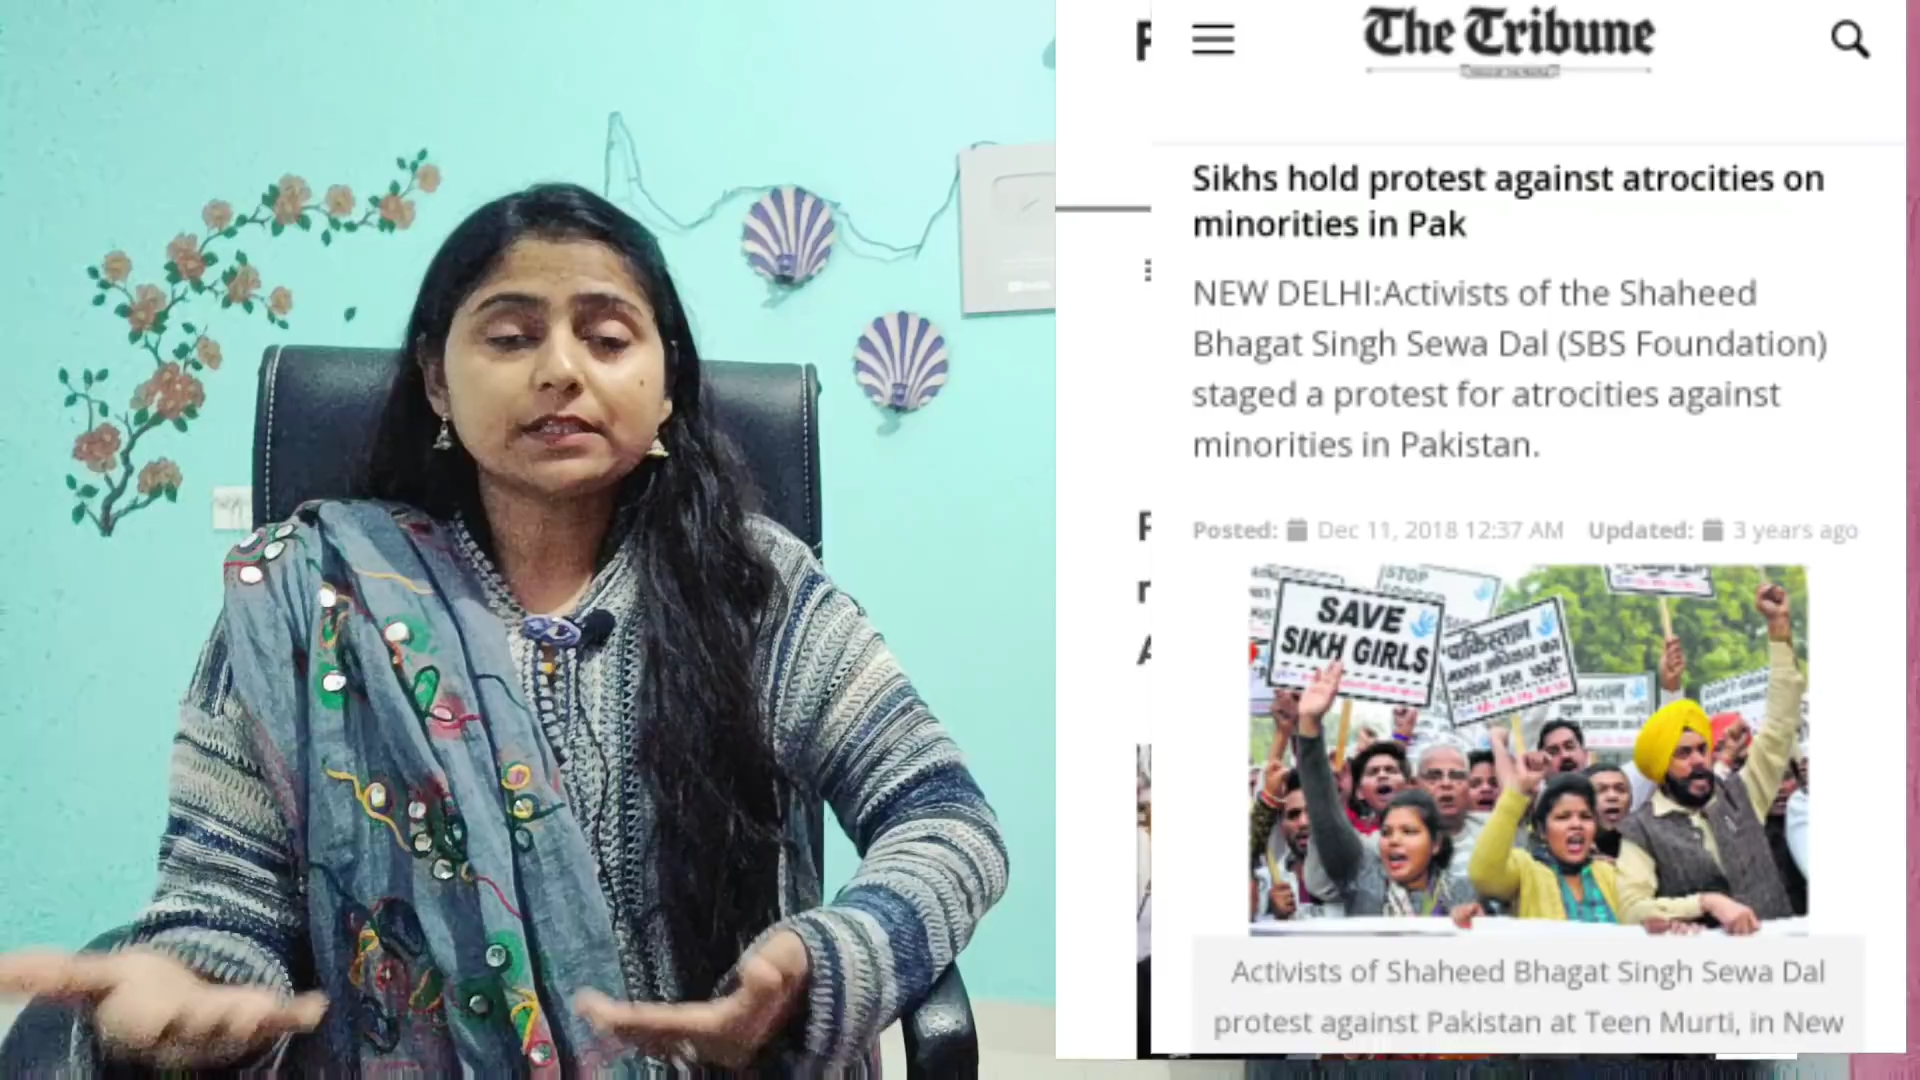 The Tribune
Sikhs hold protest against atrocities on
minorities in Pak
NEW DELHI:Activists of the Shaheed
Bhagat Singh Sewa Dal (SBS Foundation)
staged a protest for atrocities against
minorities in Pakistan.
Posted: Dec 11, 2018 12:37 AM Updated: 3 years ago
STOP
SAVE
SIKH GIRLS
पाकिस्तान
Activists of Shaheed Bhagat Singh Sewa Dal
protest against Pakistan at Teen Murti, in New